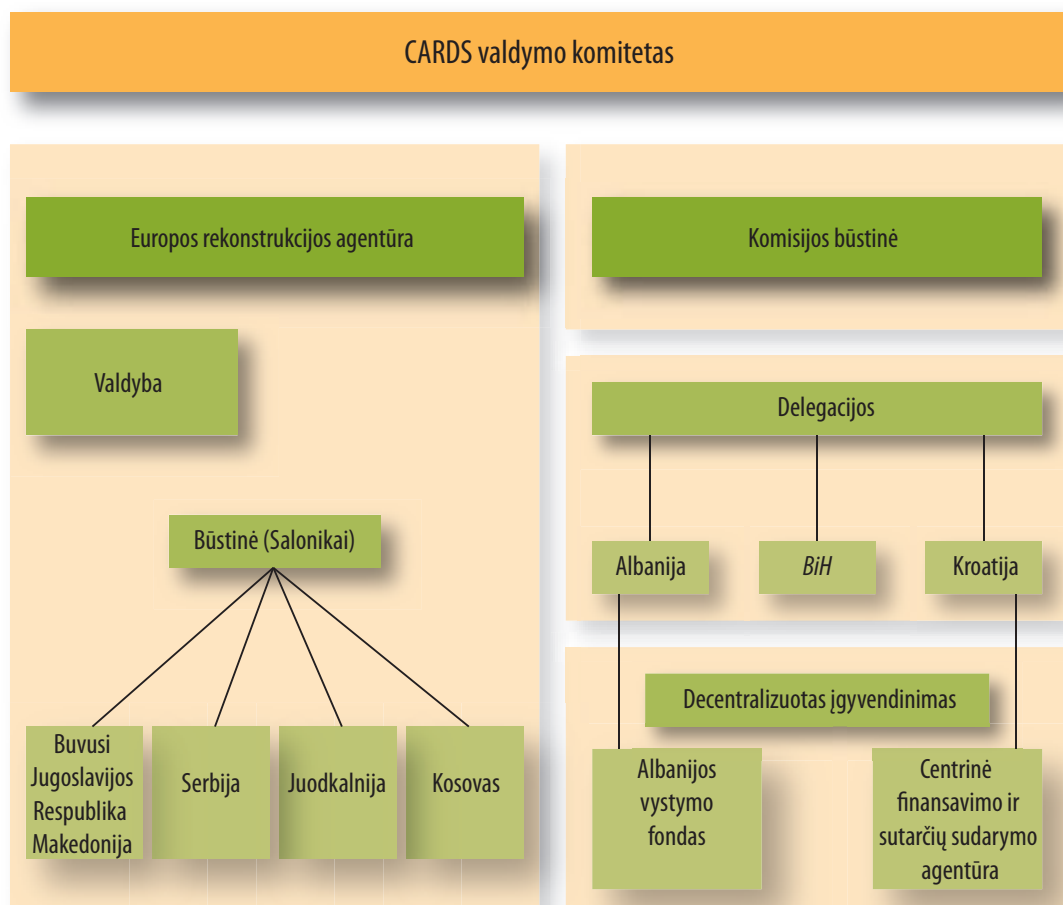 CARDS valdymo komitetas
Europos rekonstrukcijos agentūra
Valdyba
Būstinė (Salonikai)
Buvusi
Jugoslavijos
Respublika
Makedonija
Serbija
Juodkalnija
Kosovas
Komisijos būstinė
Delegacijos
Albanija
BiH
Kroatija
Decentralizuotas įgyvendinimas
Albanijos
vystymo
fondas
Centrinė
finansavimo ir
sutarčių sudarymo
agentūra